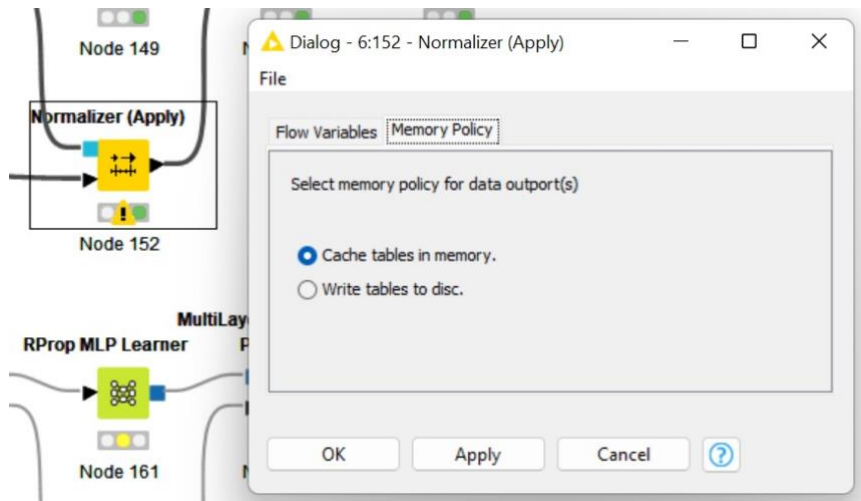 Node 149
Normalizer (Apply)
Node 152
MultiLay
RProp MLP Learner
P
Node 161
Dialog - 6:152 - Normalizer (Apply)
File
Flow Variables
Memory Policy
Select memory policy for data outport(s)
Cache tables in memory.
Write tables to disc.
OK
Apply
Cancel
?